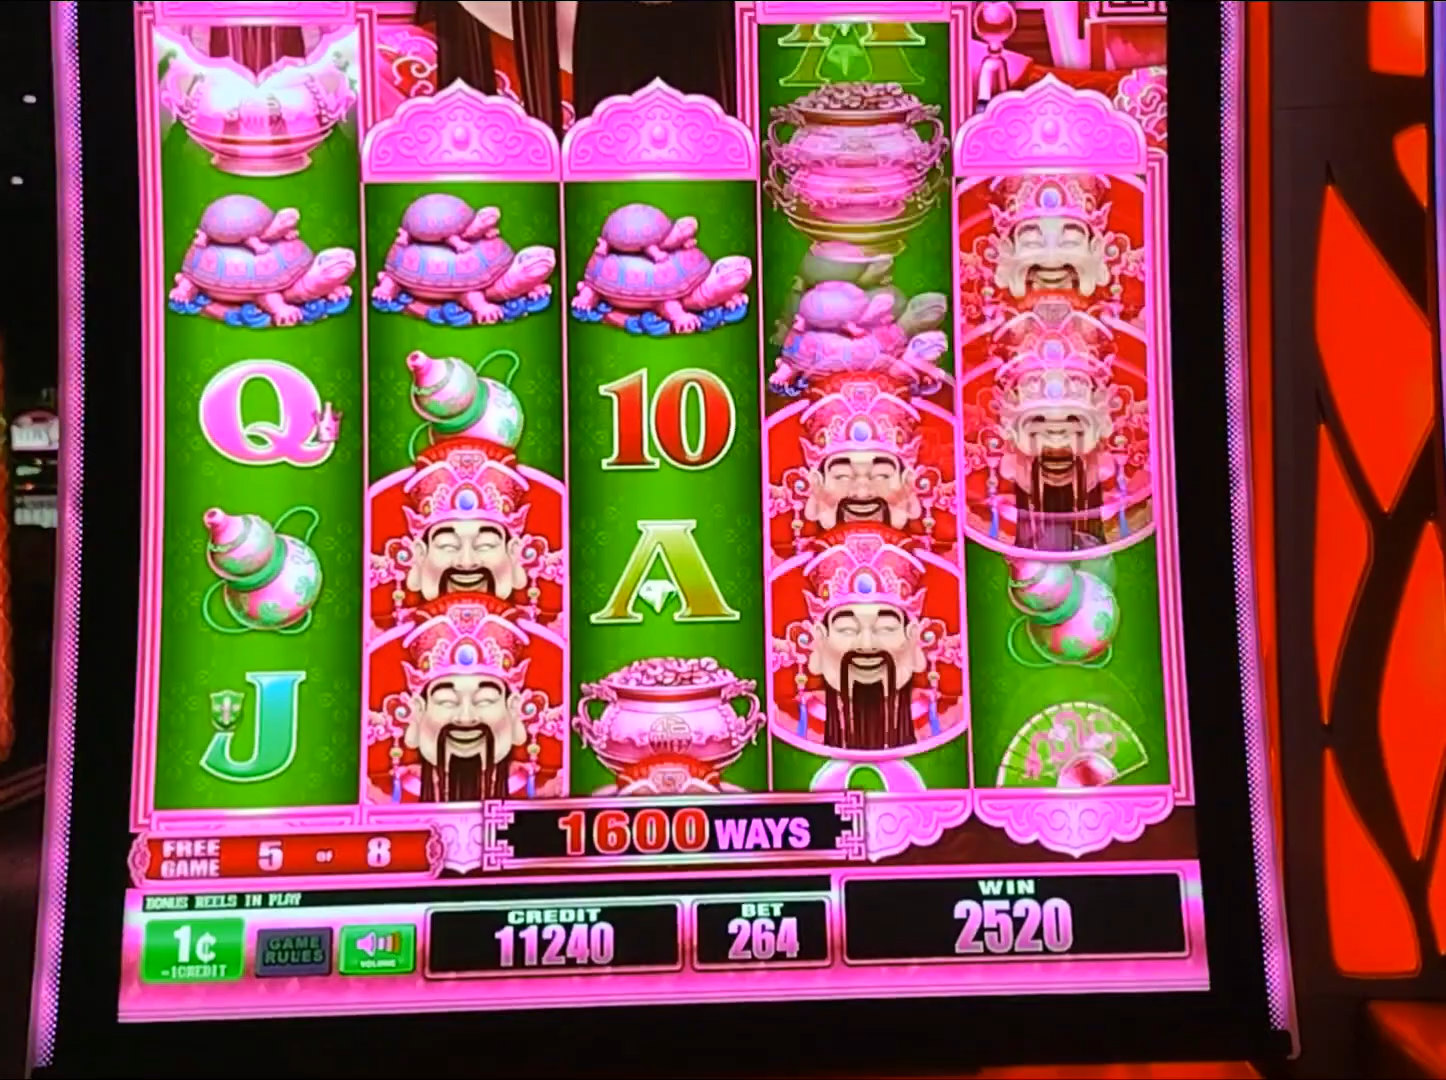 A
Q
10
A
J
Q
1600 WAYS
FREE GAME 5 OF 8
BONUS REELS IN PLAY
1¢
=1CREDIT
GAME RULES
VOLUME
CREDIT
11240
BET
264
WIN
2520